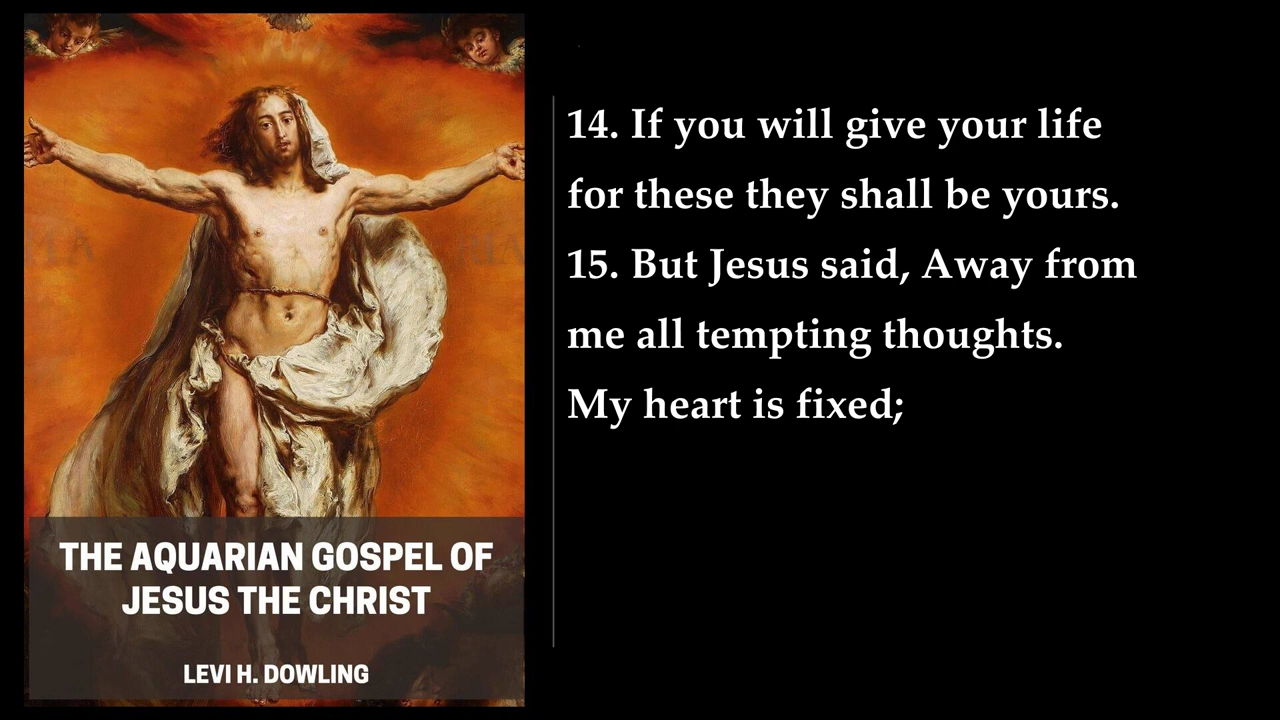 14. If you will give your life
for these they shall be yours.
15. But Jesus said, Away from
me all tempting thoughts.
My heart is fixed;
THE AQUARIAN GOSPEL OF
JESUS THE CHRIST
LEVI H. DOWLING